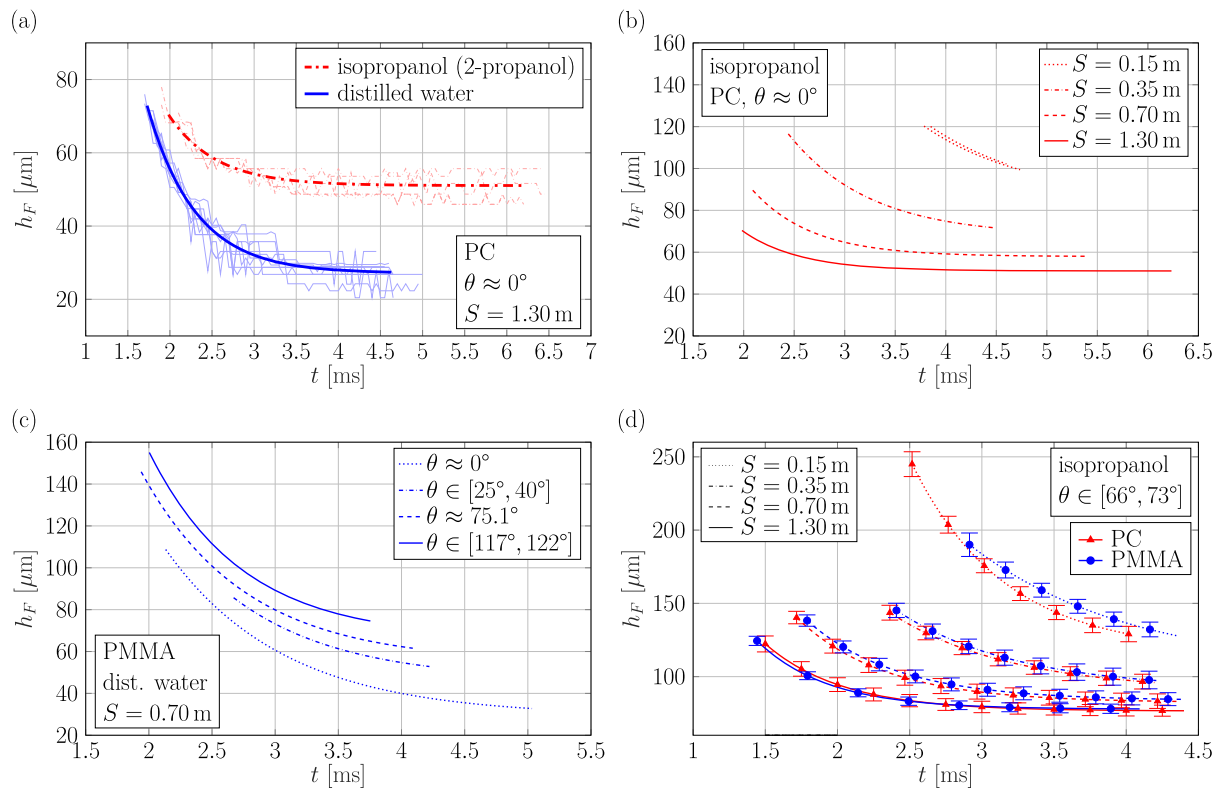 (a)
h_F [μm]
80
60
40
20
isopropanol (2-propanol)
distilled water
PC
θ ≈ 0°
S = 1.30 m
1 1.5 2 2.5 3 3.5 4 4.5 5 5.5 6 6.5 7
t [ms]
(b)
h_F [μm]
160
140
120
100
80
60
40
20
isopropanol
PC, θ ≈ 0°
S = 0.15 m
S = 0.35 m
S = 0.70 m
S = 1.30 m
1.5 2 2.5 3 3.5 4 4.5 5 5.5 6 6.5
t [ms]
(c)
h_F [μm]
160
140
120
100
80
60
40
20
θ ≈ 0°
θ ∈ [25°, 40°]
θ ≈ 75.1°
θ ∈ [117°, 122°]
PMMA
dist. water
S = 0.70 m
1.5 2 2.5 3 3.5 4 4.5 5 5.5
t [ms]
(d)
h_F [μm]
250
200
150
100
S = 0.15 m
S = 0.35 m
S = 0.70 m
S = 1.30 m
isopropanol
θ ∈ [66°, 73°]
PC
PMMA
1 1.5 2 2.5 3 3.5 4 4.5
t [ms]